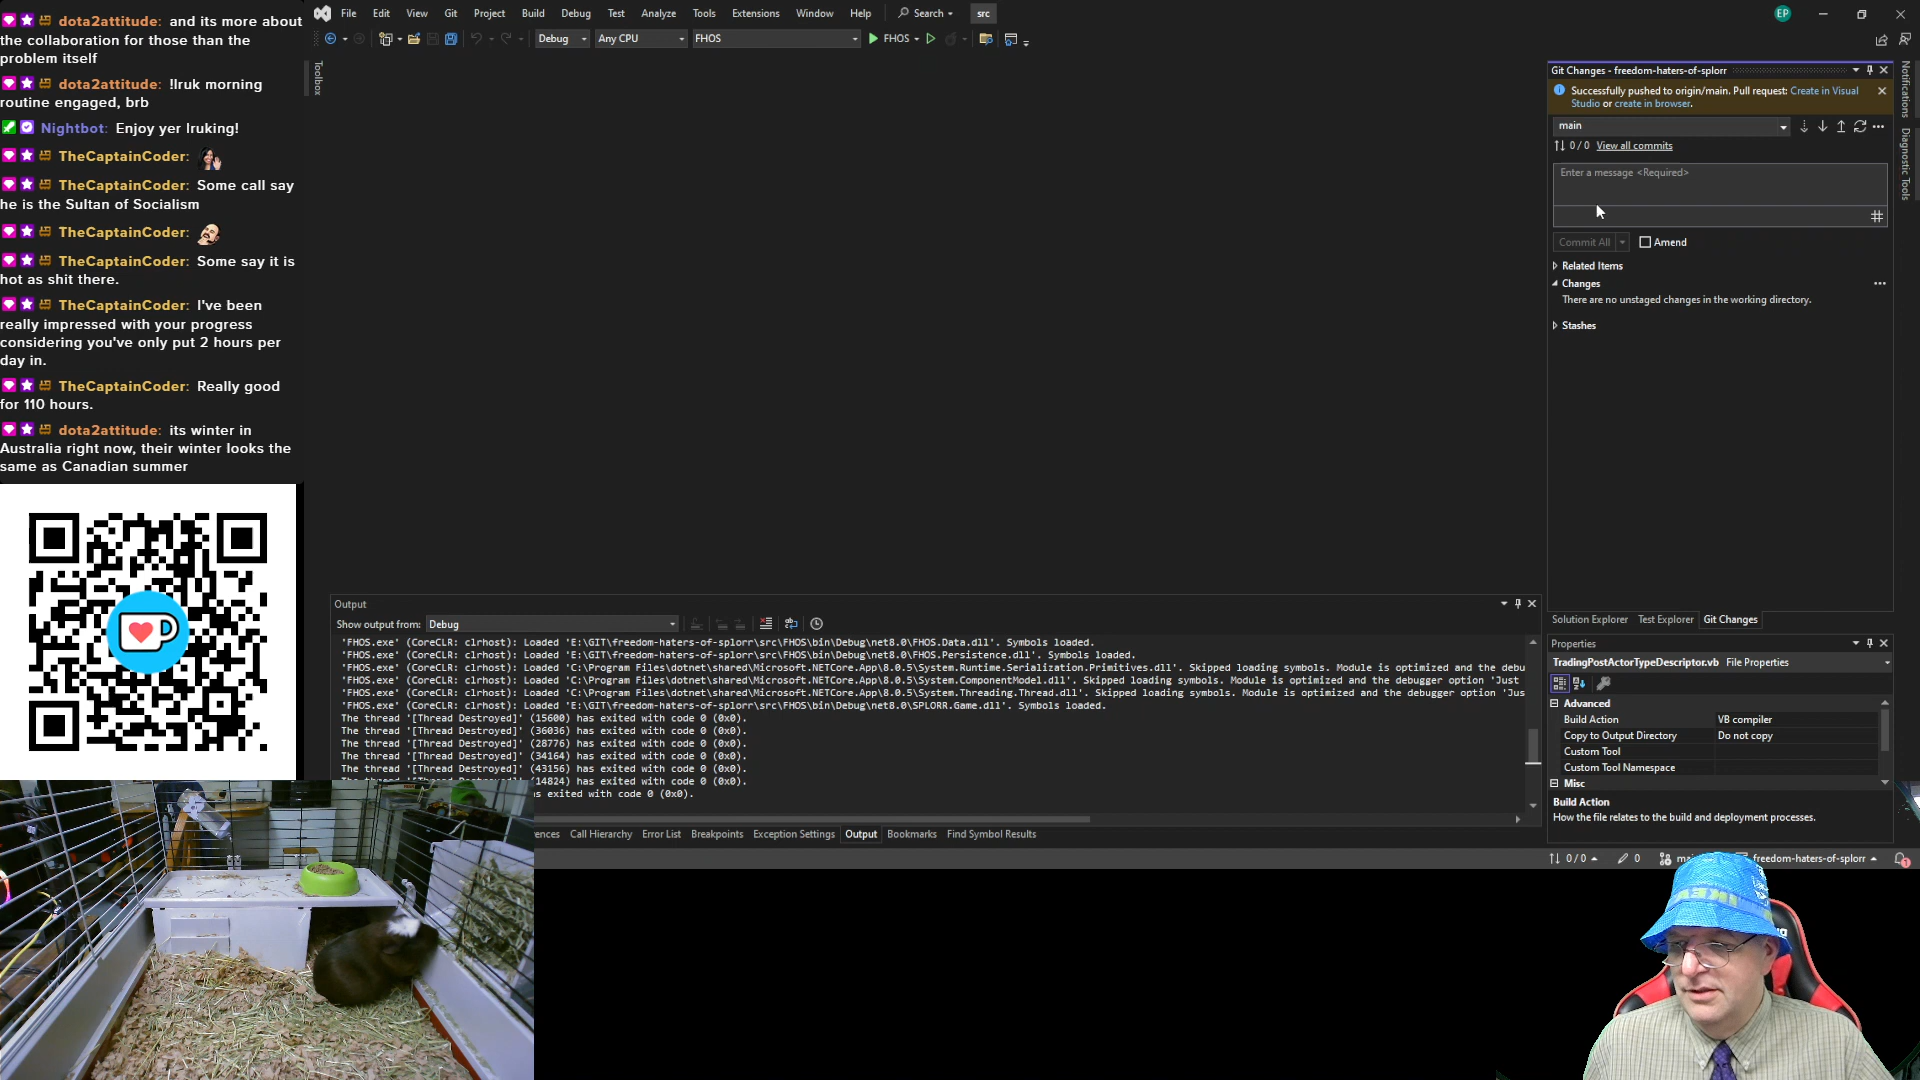 dota2attitude: and its more about
the collaboration for those than the
problem itself
dota2attitude: !lruk morning
routine engaged, brb
Nightbot: Enjoy yer lruking!
TheCaptainCoder:
TheCaptainCoder: Some call say
he is the Sultan of Socialism
TheCaptainCoder:
TheCaptainCoder: Some say it is
hot as shit there.
TheCaptainCoder: I've been
really impressed with your progress
considering you've only put 2 hours per
day in.
TheCaptainCoder: Really good
for 110 hours.
dota2attitude: its winter in
Australia right now, their winter looks the
same as Canadian summer
File Edit View Git Project Build Debug Test Analyze Tools Extensions Window Help Search src
EP
Debug Any CPU FHOS FHOS
Toolbox
Git Changes - freedom-haters-of-splorr
Successfully pushed to origin/main. Pull request: Create in Visual
Studio or create in browser.
main
0 / 0 View all commits
Enter a message <Required>
Commit All Amend
Related Items
Changes
There are no unstaged changes in the working directory.
Stashes
Notifications
Diagnostic Tools
Solution Explorer Test Explorer Git Changes
Output
Show output from: Debug
'FHOS.exe' (CoreCLR: clrhost): Loaded 'E:\GIT\freedom-haters-of-splorr\src\FHOS\bin\Debug\net8.0\FHOS.Data.dll'. Symbols loaded.
'FHOS.exe' (CoreCLR: clrhost): Loaded 'E:\GIT\freedom-haters-of-splorr\src\FHOS\bin\Debug\net8.0\FHOS.Persistence.dll'. Symbols loaded.
'FHOS.exe' (CoreCLR: clrhost): Loaded 'C:\Program Files\dotnet\shared\Microsoft.NETCore.App\8.0.5\System.Runtime.Serialization.Primitives.dll'. Skipped loading symbols. Module is optimized and the debu
'FHOS.exe' (CoreCLR: clrhost): Loaded 'C:\Program Files\dotnet\shared\Microsoft.NETCore.App\8.0.5\System.ComponentModel.dll'. Skipped loading symbols. Module is optimized and the debugger option 'Just
'FHOS.exe' (CoreCLR: clrhost): Loaded 'C:\Program Files\dotnet\shared\Microsoft.NETCore.App\8.0.5\System.Threading.Thread.dll'. Skipped loading symbols. Module is optimized and the debugger option 'Jus
'FHOS.exe' (CoreCLR: clrhost): Loaded 'E:\GIT\freedom-haters-of-splorr\src\FHOS\bin\Debug\net8.0\SPLORR.Game.dll'. Symbols loaded.
The thread '[Thread Destroyed]' (15600) has exited with code 0 (0x0).
The thread '[Thread Destroyed]' (36036) has exited with code 0 (0x0).
The thread '[Thread Destroyed]' (28776) has exited with code 0 (0x0).
The thread '[Thread Destroyed]' (34164) has exited with code 0 (0x0).
The thread '[Thread Destroyed]' (43156) has exited with code 0 (0x0).
(14824) has exited with code 0 (0x0).
s exited with code 0 (0x0).
ences Call Hierarchy Error List Breakpoints Exception Settings Output Bookmarks Find Symbol Results
Properties
TradingPostActorTypeDescriptor.vb File Properties
Advanced
Build Action VB compiler
Copy to Output Directory Do not copy
Custom Tool
Custom Tool Namespace
Misc
Build Action
How the file relates to the build and deployment processes.
0 / 0 0 freedom-haters-of-splorr
IKEA